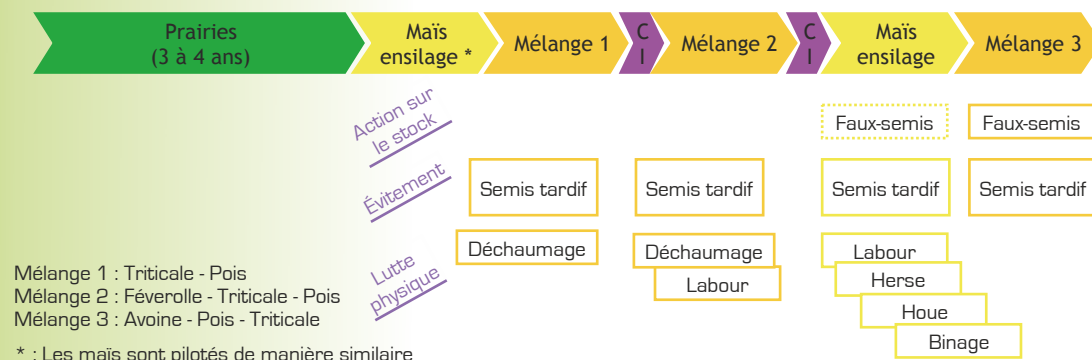 Prairies
(3 à 4 ans)
Maïs
ensilage *
Mélange 1
C
I
Mélange 2
C
I
Maïs
ensilage
Mélange 3
Action sur
le stock
Faux-semis
Faux-semis
Évitement
Semis tardif
Semis tardif
Semis tardif
Semis tardif
Lutte
physique
Déchaumage
Déchaumage
Labour
Labour
Herse
Houe
Binage
Mélange 1 : Triticale - Pois
Mélange 2 : Féverolle - Triticale - Pois
Mélange 3 : Avoine - Pois - Triticale
* : Les maïs sont pilotés de manière similaire